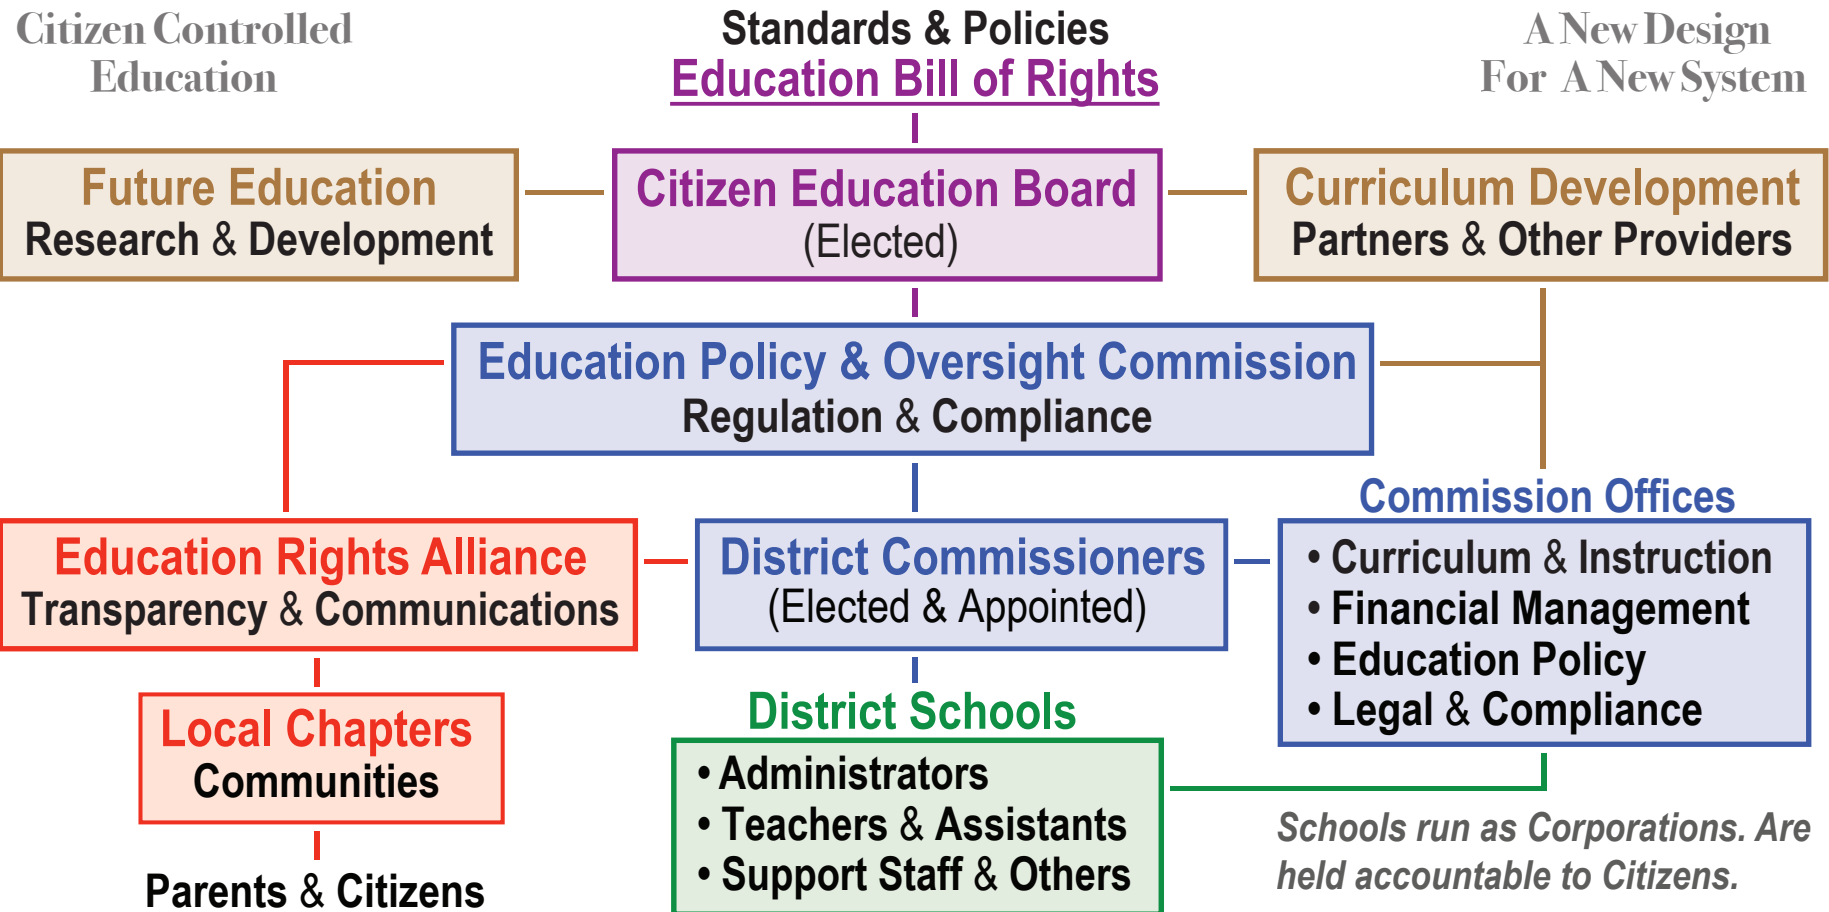 Citizen Controlled
Education
Standards & Policies
Education Bill of Rights
A New Design
For A New System
Future Education
Research & Development
Citizen Education Board
(Elected)
Curriculum Development
Partners & Other Providers
Education Policy & Oversight Commission
Regulation & Compliance
Education Rights Alliance
Transparency & Communications
District Commissioners
(Elected & Appointed)
Commission Offices
• Curriculum & Instruction
• Financial Management
• Education Policy
• Legal & Compliance
Local Chapters
Communities
Parents & Citizens
District Schools
• Administrators
• Teachers & Assistants
• Support Staff & Others
Schools run as Corporations. Are
held accountable to Citizens.